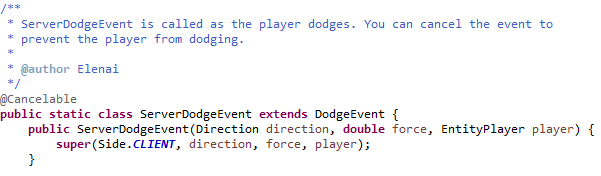 /**
 * ServerDodgeEvent is called as the player dodges. You can cancel the event to
 * prevent the player from dodging.
 *
 * @author Elenai
 */
@Cancelable
public static class ServerDodgeEvent extends DodgeEvent {
    public ServerDodgeEvent(Direction direction, double force, EntityPlayer player) {
        super(Side.CLIENT, direction, force, player);
    }